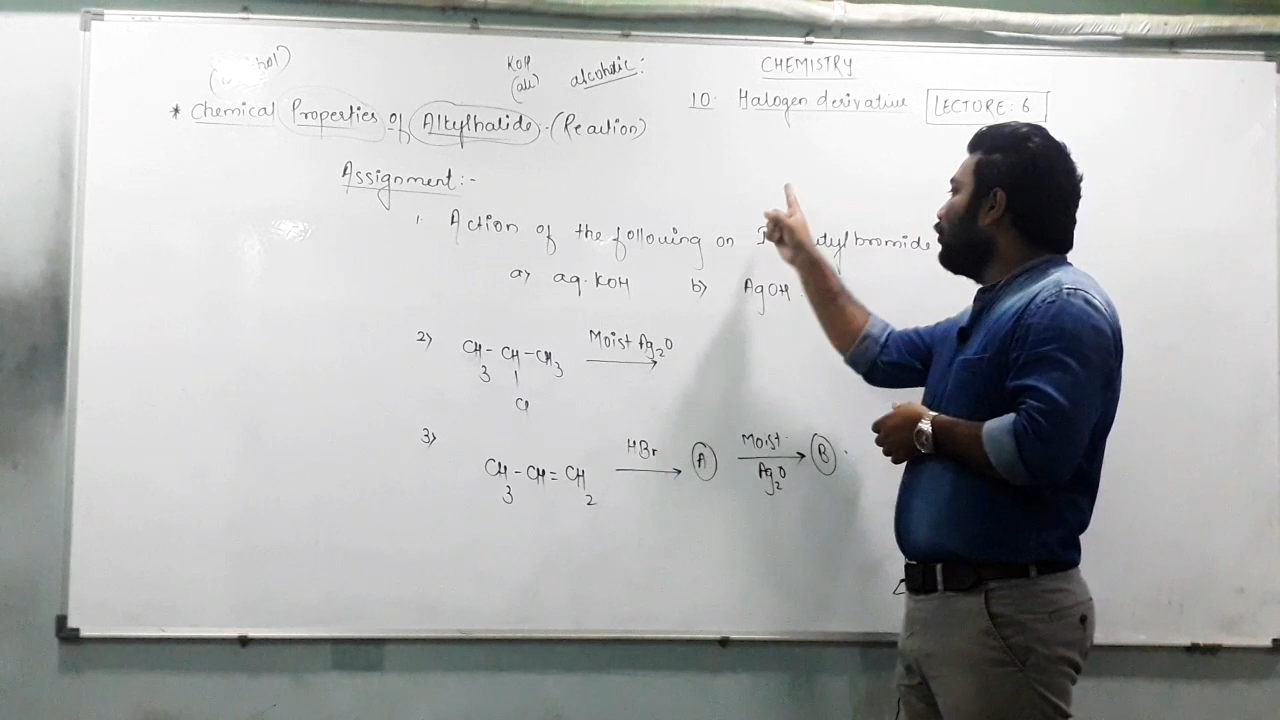 KOH
(alc)
alcoholic:
CHEMISTRY
10. Halogen derivative LECTURE: 6
* Chemical Properties of Alkylhalide. (Reaction)
Assignment:-
1. Action of the following on utylbromide
a) aq. KOH b) AgOH.
2) CH3-CH-CH3 Moist Ag2O
Cl
3) CH3-CH=CH2 HBr A Moist Ag2O B.